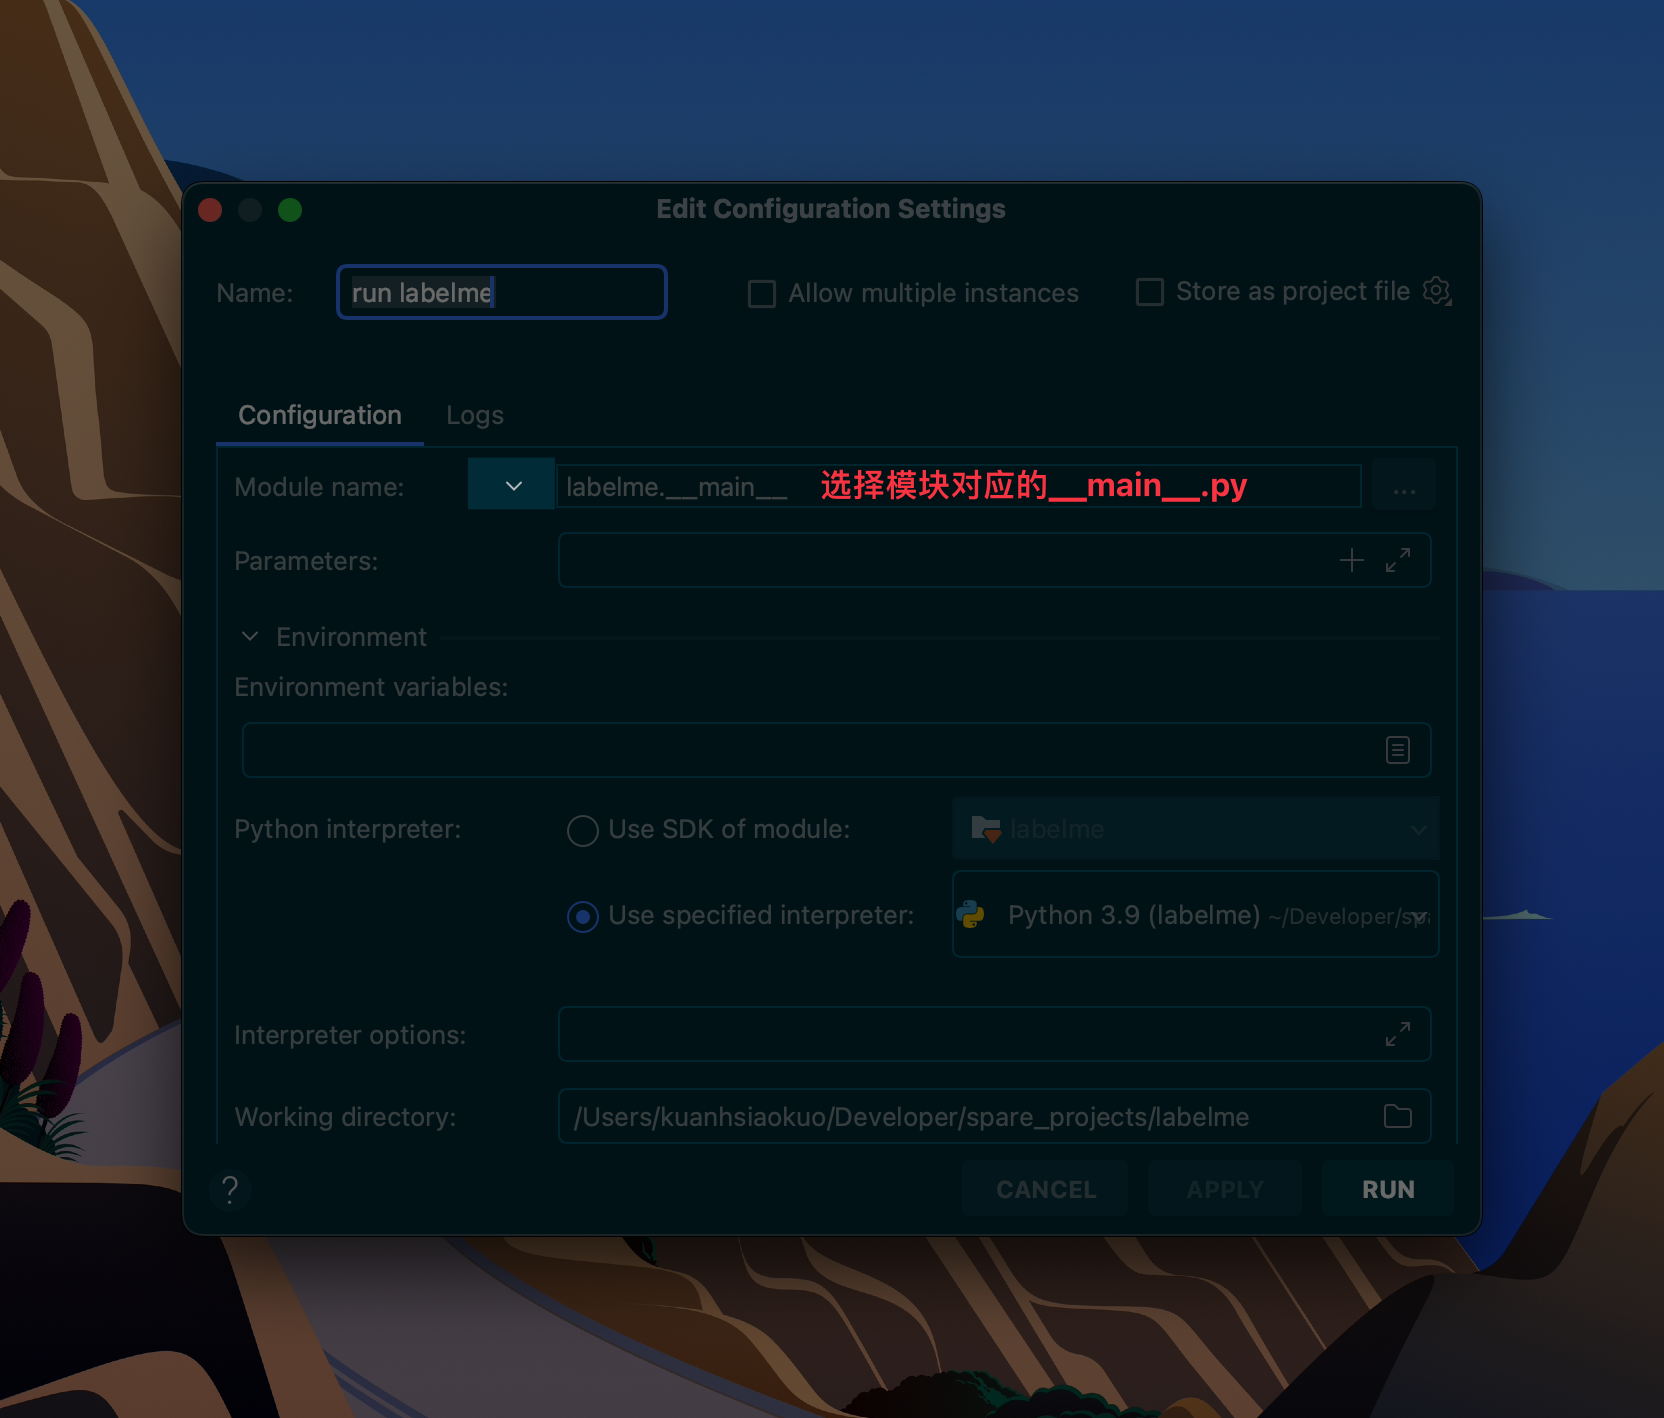 Edit Configuration Settings
Name: run labelme Allow multiple instances Store as project file
Configuration Logs
Module name: labelme.__main__ 选择模块对应的__main__.py ...
Parameters:
Environment
Environment variables:
Python interpreter: Use SDK of module: labelme
Use specified interpreter: Python 3.9 (labelme) ~/Developer/spa
Interpreter options:
Working directory: /Users/kuanhsiaokuo/Developer/spare_projects/labelme
? CANCEL APPLY RUN